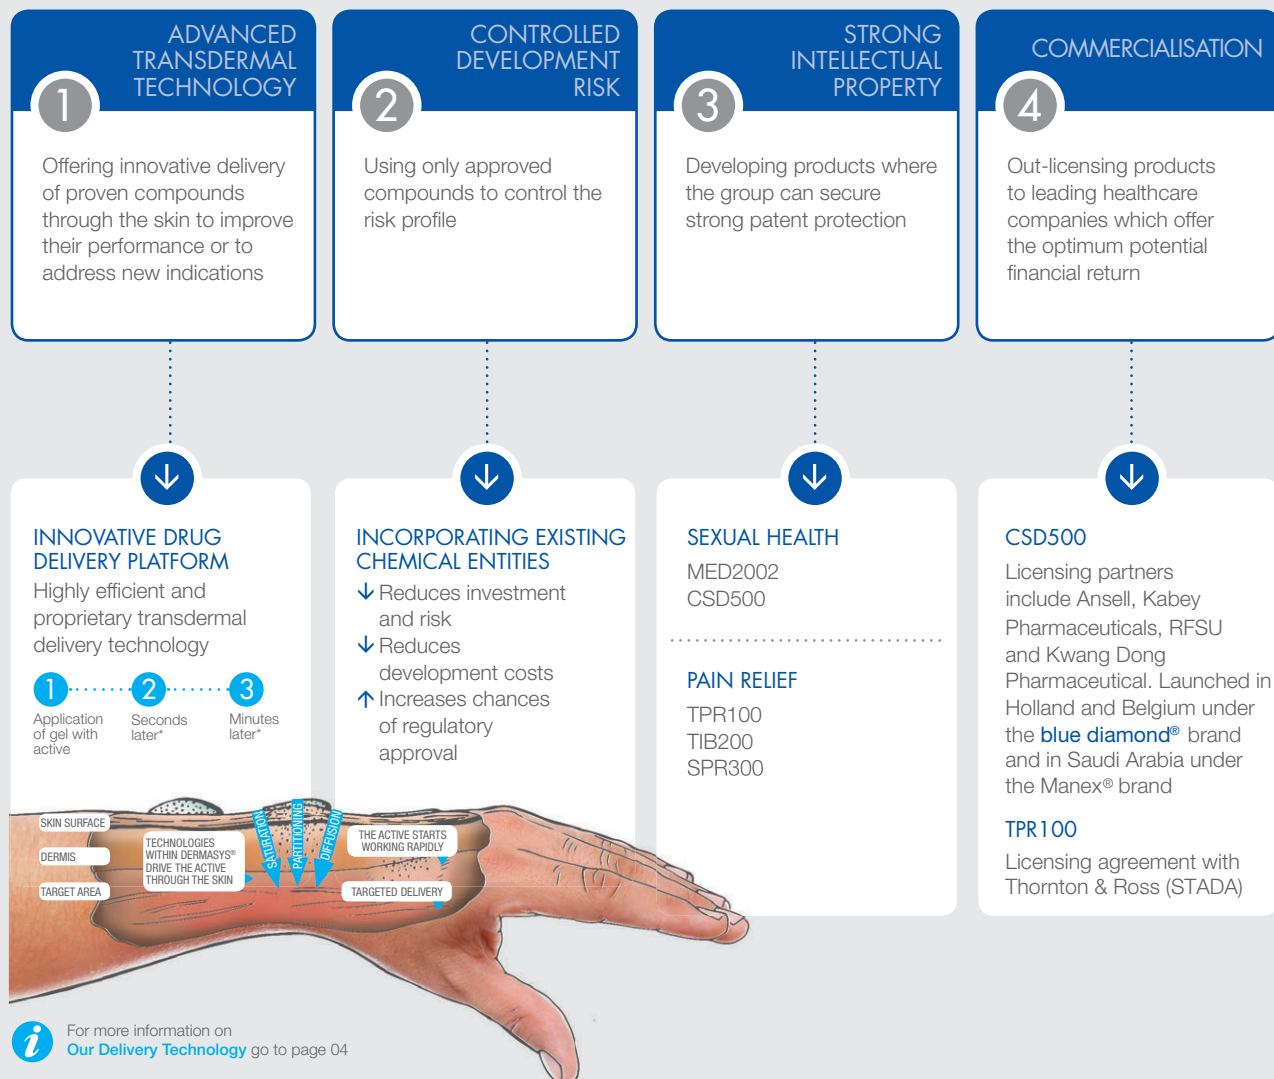 ADVANCED
TRANSDERMAL
TECHNOLOGY
1
Offering innovative delivery
of proven compounds
through the skin to improve
their performance or to
address new indications
CONTROLLED
DEVELOPMENT
RISK
2
Using only approved
compounds to control the
risk profile
STRONG
INTELLECTUAL
PROPERTY
3
Developing products where
the group can secure
strong patent protection
COMMERCIALISATION
4
Out-licensing products
to leading healthcare
companies which offer
the optimum potential
financial return
INNOVATIVE DRUG
DELIVERY PLATFORM
Highly efficient and
proprietary transdermal
delivery technology
1 2 3
Application
of gel with
active
Seconds
later*
Minutes
later*
SKIN SURFACE
DERMIS
TARGET AREA
TECHNOLOGIES
WITHIN DERMASYS®
DRIVE THE ACTIVE
THROUGH THE SKIN
SATURATION
PARTITIONING
DIFFUSION
THE ACTIVE STARTS
WORKING RAPIDLY
TARGETED DELIVERY
INCORPORATING EXISTING
CHEMICAL ENTITIES
↓ Reduces investment
and risk
↓ Reduces
development costs
↑ Increases chances
of regulatory
approval
SEXUAL HEALTH
MED2002
CSD500
PAIN RELIEF
TPR100
TIB200
SPR300
CSD500
Licensing partners
include Ansell, Kabey
Pharmaceuticals, RFSU
and Kwang Dong
Pharmaceutical. Launched in
Holland and Belgium under
the blue diamond® brand
and in Saudi Arabia under
the Manex® brand
TPR100
Licensing agreement with
Thornton & Ross (STADA)
i
For more information on
Our Delivery Technology go to page 04